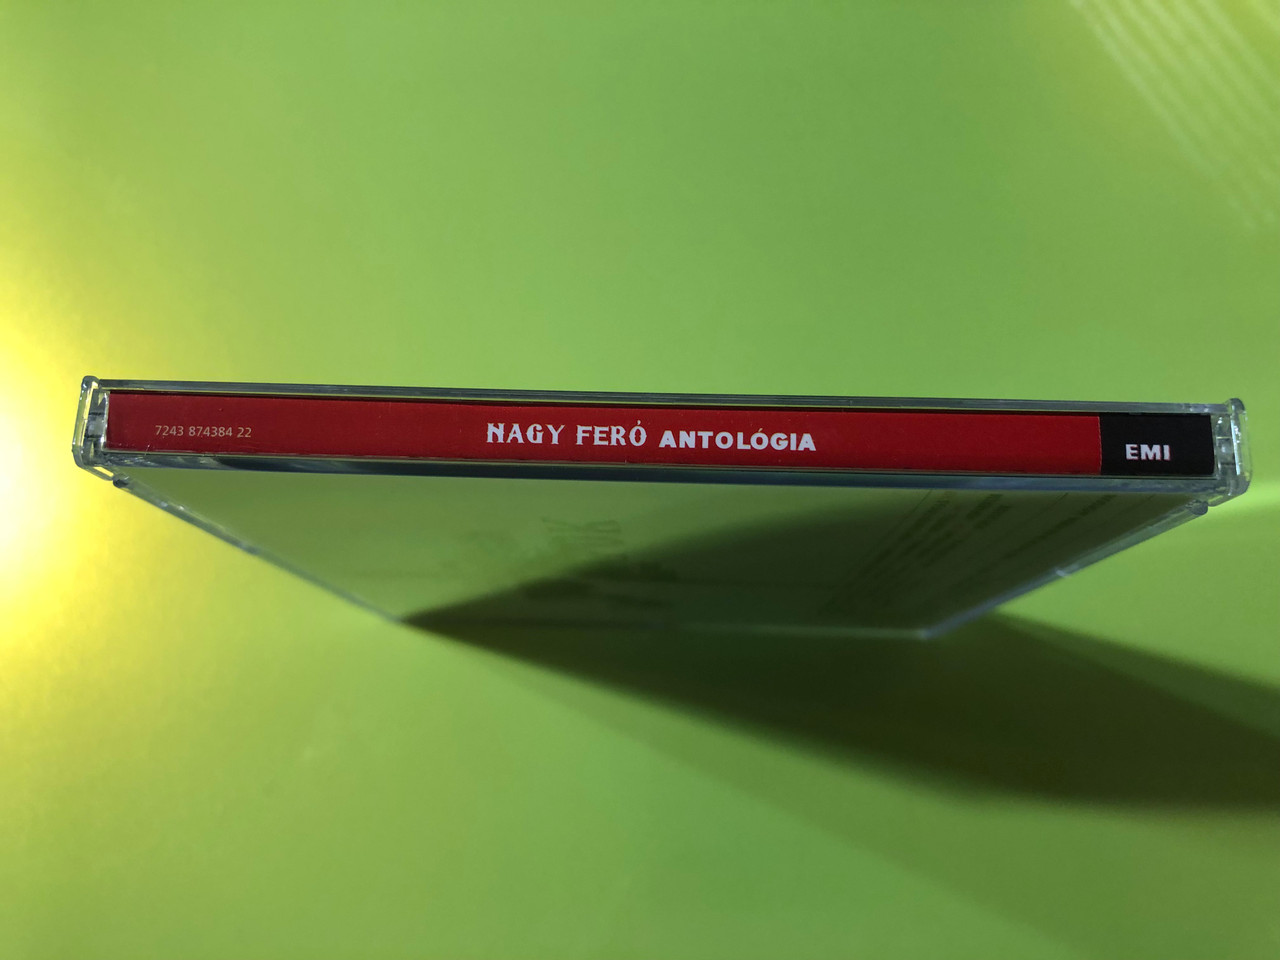 7243 874384 22
NAGY FERÓ ANTOLÓGIA
EMI